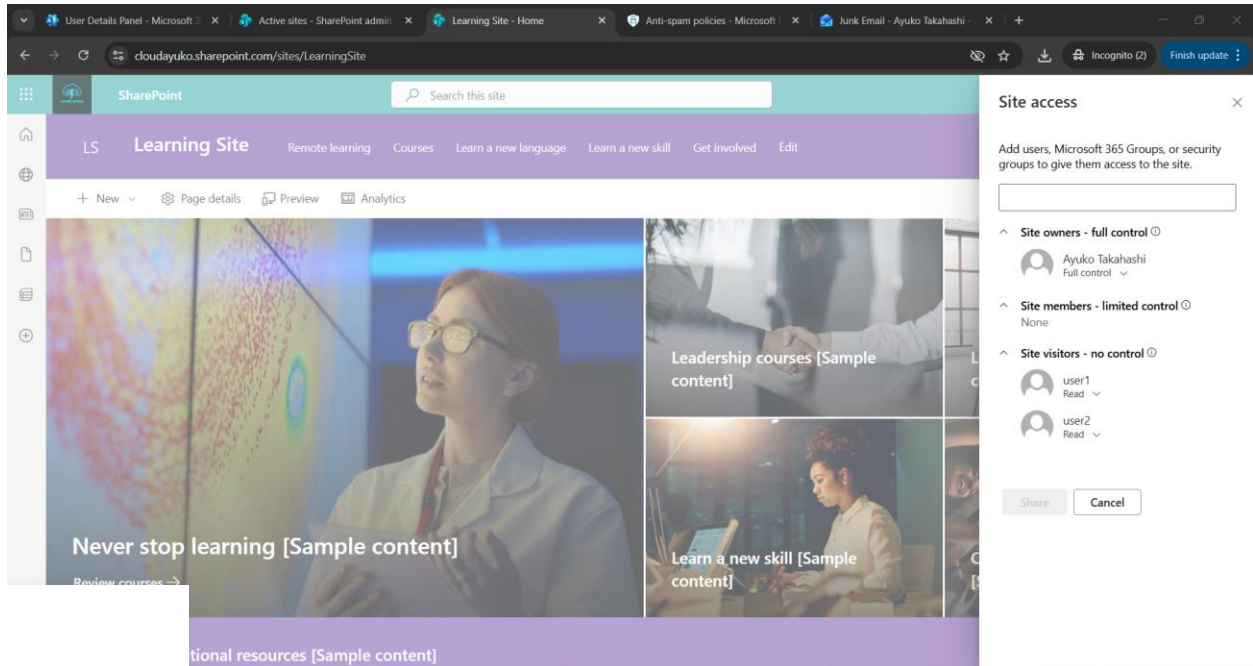 User Details Panel - Microsoft 3
Active sites - SharePoint admin
Learning Site - Home
Anti-spam policies - Microsoft
Junk Email - Ayuko Takahashi -
cloudayuko.sharepoint.com/sites/LearningSite
Incognito (2)
Finish update
SharePoint
Search this site
LS
Learning Site
Remote learning
Courses
Learn a new language
Learn a new skill
Get involved
Edit
New
Page details
Preview
Analytics
Never stop learning [Sample content]
Review courses →
Leadership courses [Sample
content]
Learn a new skill [Sample
content]
tional resources [Sample content]
Site access
Add users, Microsoft 365 Groups, or security
groups to give them access to the site.
Site owners - full control
Ayuko Takahashi
Full control
Site members - limited control
None
Site visitors - no control
user1
Read
user2
Read
Share
Cancel